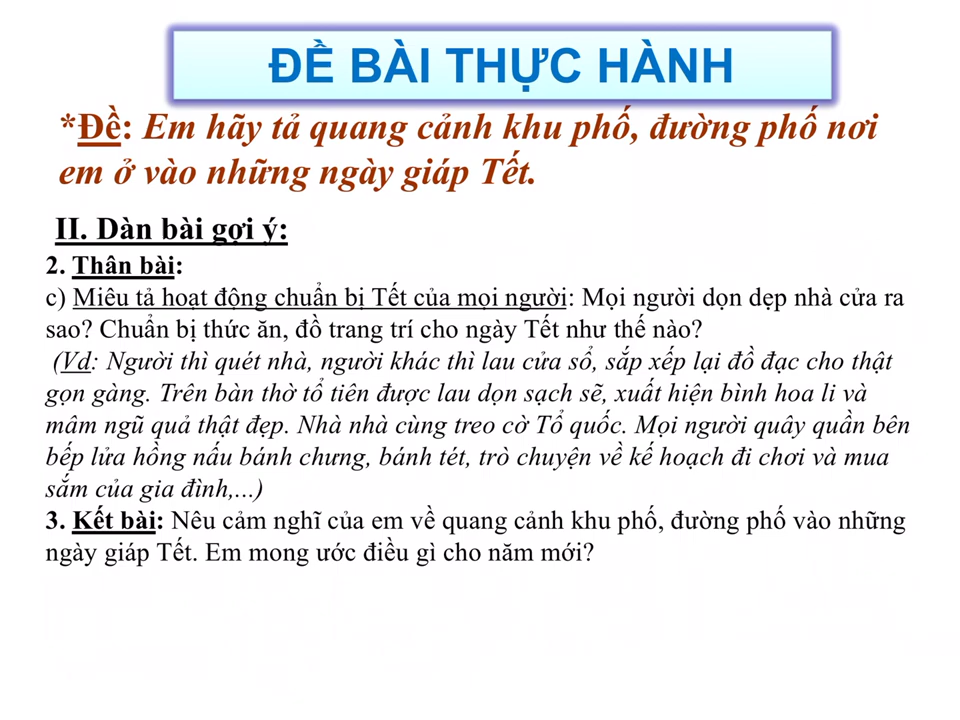 ĐỀ BÀI THỰC HÀNH
*Đề: Em hãy tả quang cảnh khu phố, đường phố nơi
em ở vào những ngày giáp Tết.
II. Dàn bài gợi ý:
2. Thân bài:
c) Miêu tả hoạt động chuẩn bị Tết của mọi người: Mọi người dọn dẹp nhà cửa ra
sao? Chuẩn bị thức ăn, đồ trang trí cho ngày Tết như thế nào?
(Vd: Người thì quét nhà, người khác thì lau cửa sổ, sắp xếp lại đồ đạc cho thật
gọn gàng. Trên bàn thờ tổ tiên được lau dọn sạch sẽ, xuất hiện bình hoa li và
mâm ngũ quả thật đẹp. Nhà nhà cùng treo cờ Tổ quốc. Mọi người quây quần bên
bếp lửa hồng nấu bánh chưng, bánh tét, trò chuyện về kế hoạch đi chơi và mua
sắm của gia đình,...)
3. Kết bài: Nêu cảm nghĩ của em về quang cảnh khu phố, đường phố vào những
ngày giáp Tết. Em mong ước điều gì cho năm mới?